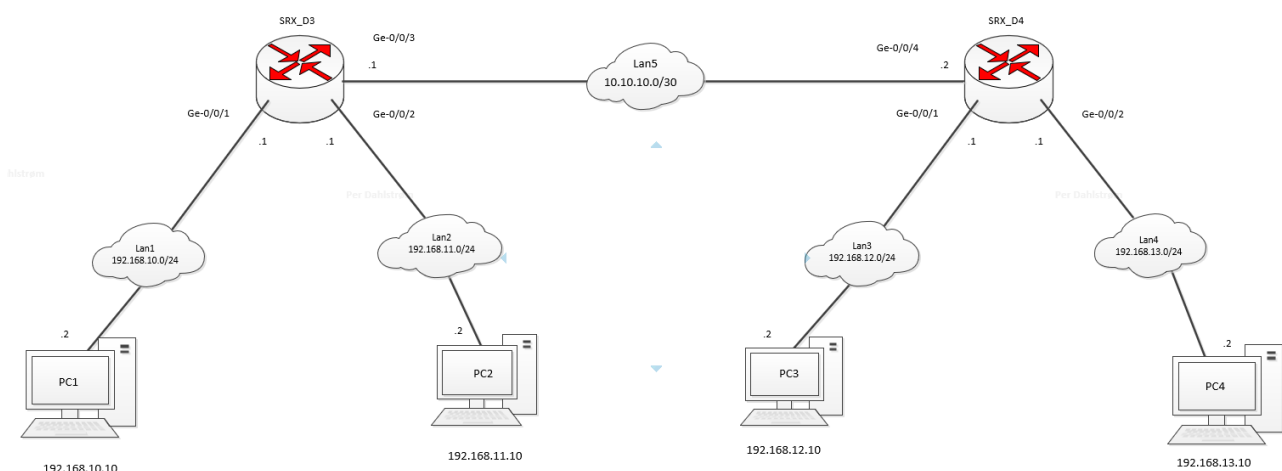 SRX_D3
SRX_D4
Ge-0/0/3
Ge-0/0/4
.1
Lan5
10.10.10.0/30
.2
Ge-0/0/1
Ge-0/0/2
Ge-0/0/1
Ge-0/0/2
.1
.1
.1
.1
Per Dahlstrøm
Lan1
192.168.10.0/24
Lan2
192.168.11.0/24
Lan3
192.168.12.0/24
Lan4
192.168.13.0/24
.2
.2
.2
.2
PC1
PC2
PC3
PC4
192.168.10.10
192.168.11.10
192.168.12.10
192.168.13.10